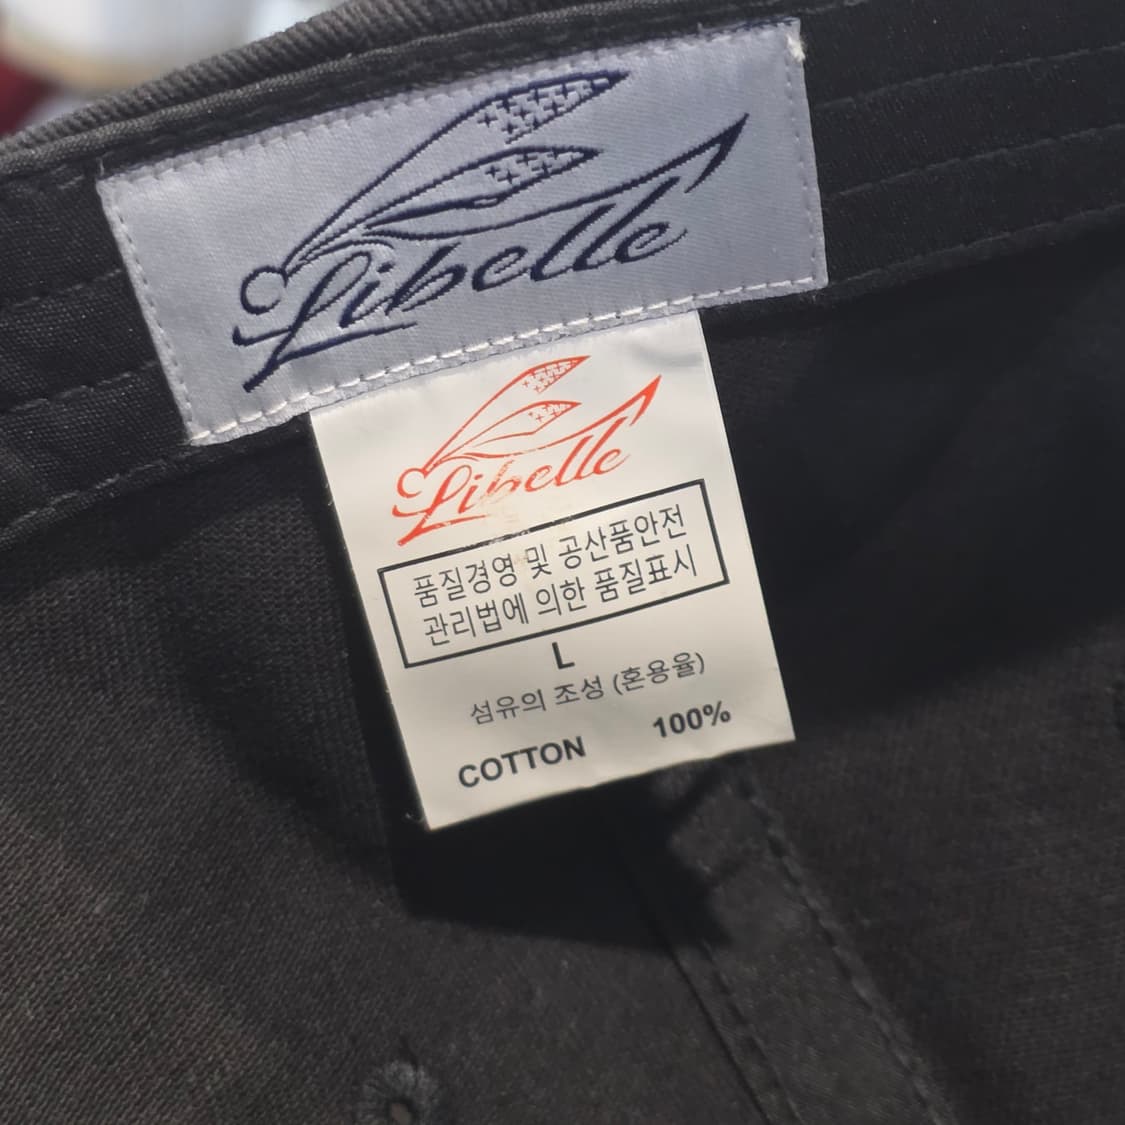 Libelle
Libelle
품질경영 및 공산품안전
관리법에 의한 품질표시
L
섬유의 조성 (혼용율)
COTTON 100%